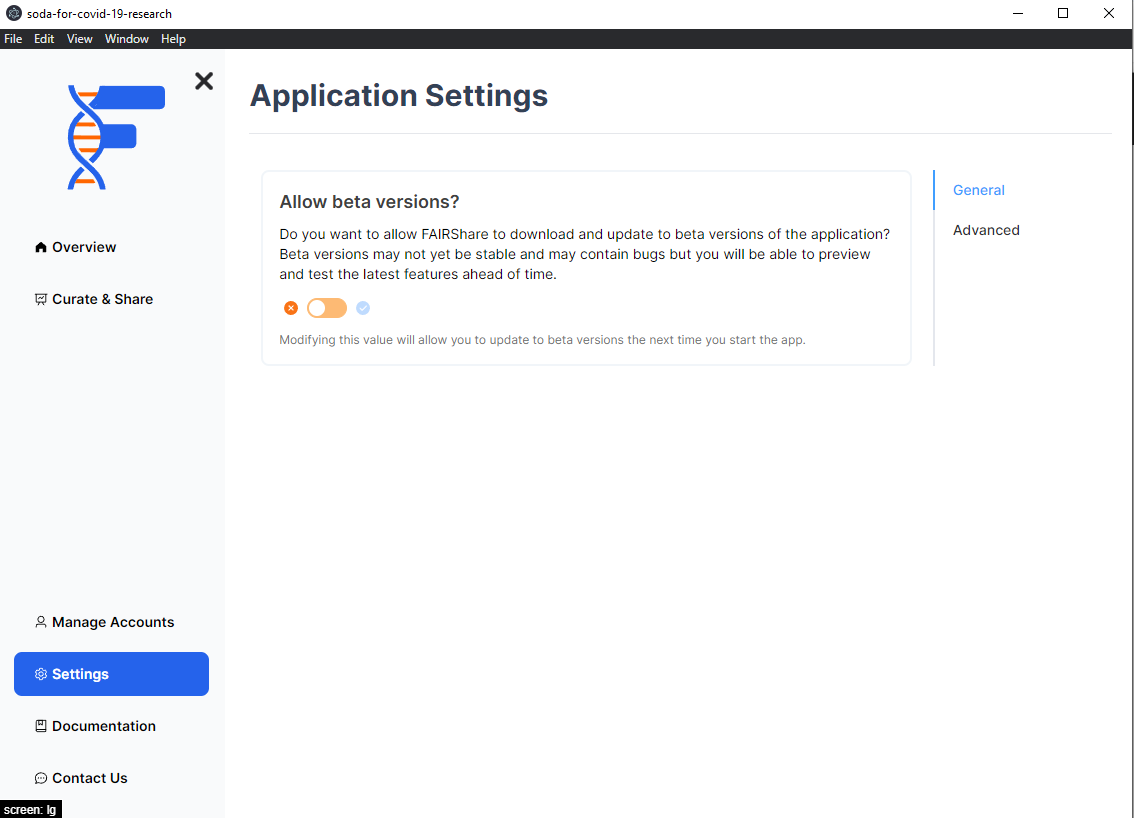 soda-for-covid-19-research
File Edit View Window Help
Overview
Curate & Share
Manage Accounts
Settings
Documentation
Contact Us
screen: lg
Application Settings
Allow beta versions?
Do you want to allow FAIRShare to download and update to beta versions of the application?
Beta versions may not yet be stable and may contain bugs but you will be able to preview
and test the latest features ahead of time.
Modifying this value will allow you to update to beta versions the next time you start the app.
General
Advanced